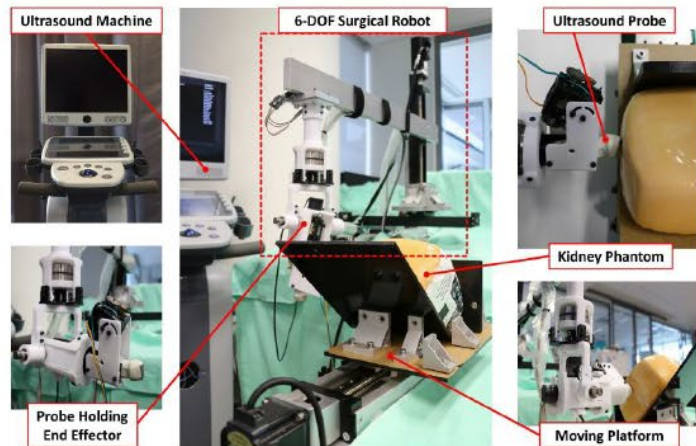 Ultrasound Machine
6-DOF Surgical Robot
Ultrasound Probe
Kidney Phantom
Probe Holding
End Effector
Moving Platform